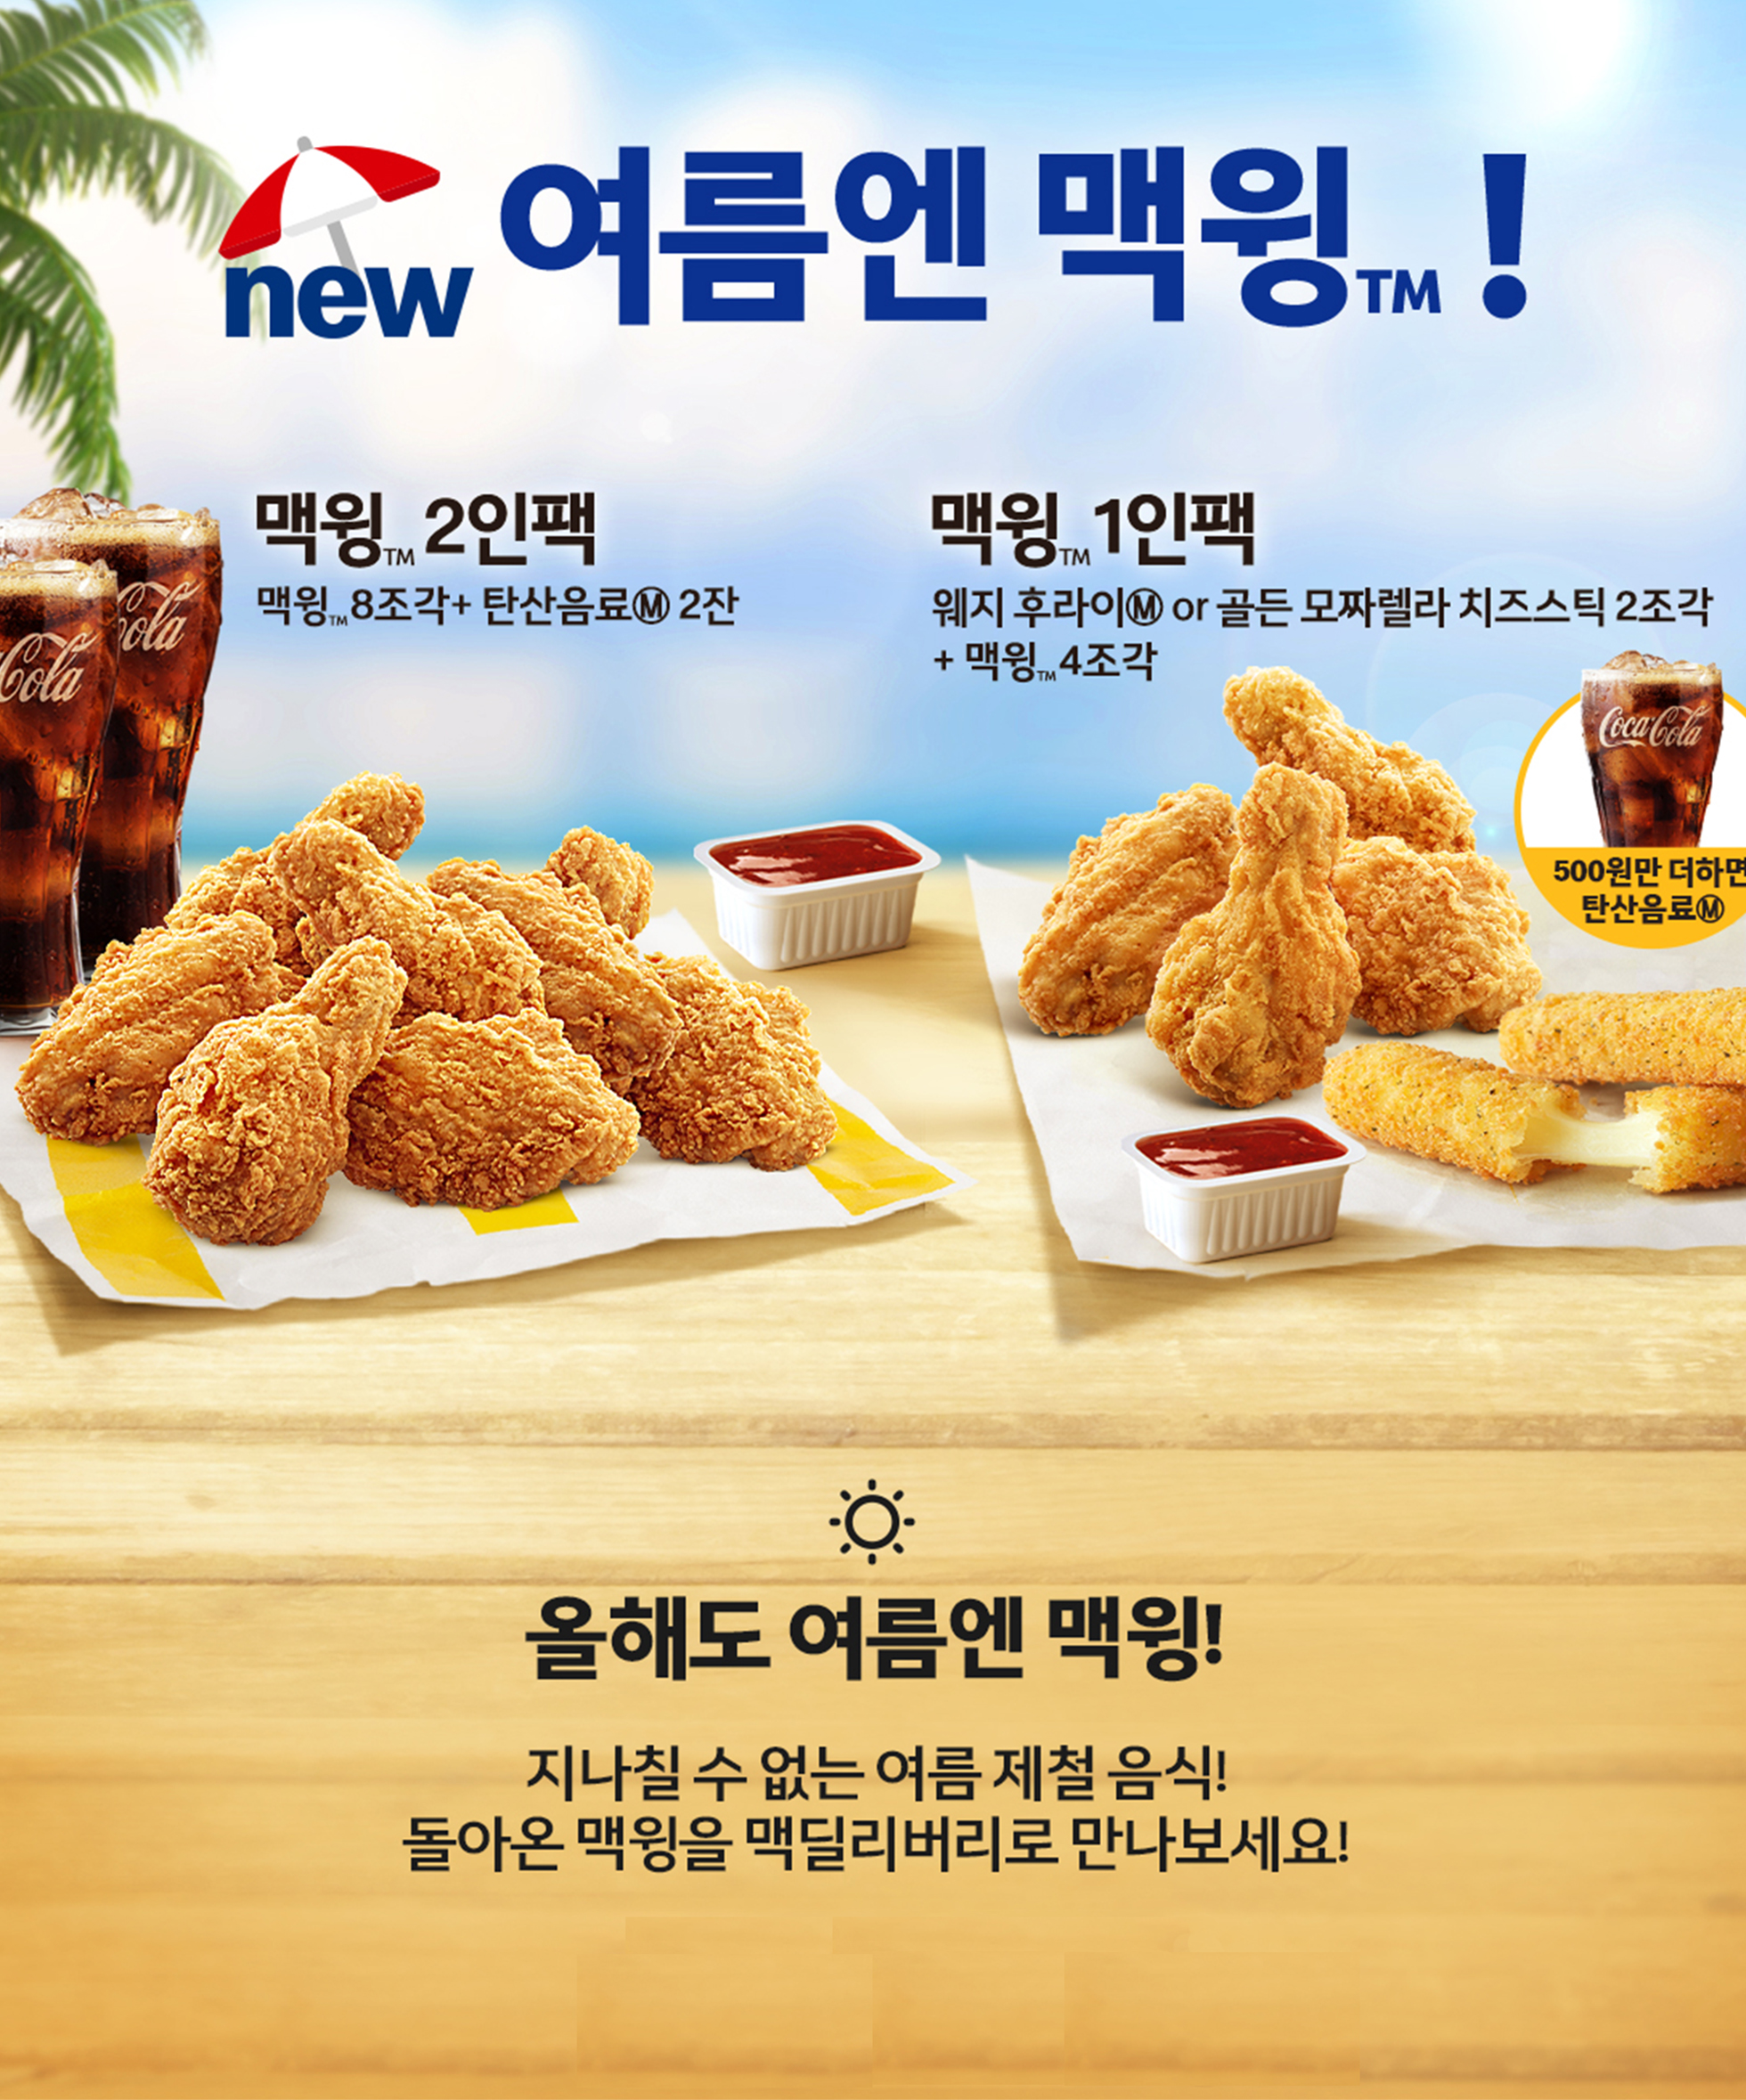 new 여름엔 맥윙™ !
맥윙™ 2인팩
맥윙™ 8조각+ 탄산음료Ⓜ 2잔
맥윙™ 1인팩
웨지 후라이Ⓜ or 골든 모짜렐라 치즈스틱 2조각
+ 맥윙™ 4조각
Cola
Cola
Coca-Cola
500원만 더하면
탄산음료Ⓜ
올해도 여름엔 맥윙!
지나칠 수 없는 여름 제철 음식!
돌아온 맥윙을 맥딜리버리로 만나보세요!